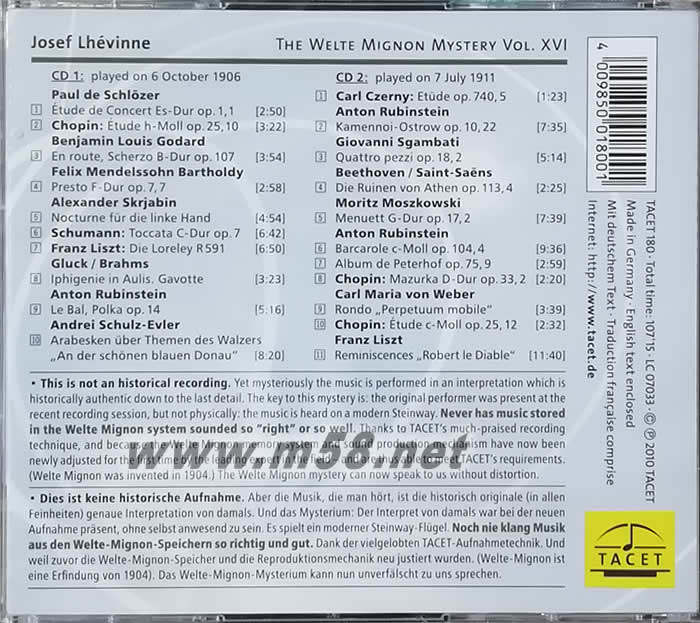 Josef Lhévinne
THE WELTE MIGNON MYSTERY VOL. XVI
CD 1: played on 6 October 1906
Paul de Schlözer
1 Étude de Concert Es-Dur op. 1,1 [2:50]
2 Chopin: Étude h-Moll op. 25,10 [3:22]
Benjamin Louis Godard
3 En route, Scherzo B-Dur op. 107 [3:54]
Felix Mendelssohn Bartholdy
4 Presto F-Dur op. 7,7 [2:58]
Alexander Skrjabin
5 Nocturne für die linke Hand [4:54]
6 Schumann: Toccata C-Dur op. 7 [6:42]
7 Franz Liszt: Die Loreley R 591 [6:50]
Gluck / Brahms
8 Iphigenie in Aulis. Gavotte [3:23]
Anton Rubinstein
9 Le Bal, Polka op. 14 [5:16]
Andrei Schulz-Evler
10 Arabesken über Themen des Walzers
„An der schönen blauen Donau“ [8:20]
CD 2: played on 7 July 1911
1 Carl Czerny: Etüde op. 740,5 [1:23]
Anton Rubinstein
2 Kamennoi-Ostrow op. 10,22 [7:35]
Giovanni Sgambati
3 Quattro pezzi op. 18,2 [5:14]
Beethoven / Saint-Saëns
4 Die Ruinen von Athen op. 113,4 [2:25]
Moritz Moszkowski
5 Menuett G-Dur op. 17,2 [7:39]
Anton Rubinstein
6 Barcarole c-Moll op. 104,4 [9:36]
7 Album de Peterhof op. 75,9 [2:59]
8 Chopin: Mazurka D-Dur op. 33,2 [2:20]
Carl Maria von Weber
9 Rondo „Perpetuum mobile“ [3:39]
10 Chopin: Étude c-Moll op. 25,12 [2:32]
Franz Liszt
11 Reminiscences „Robert le Diable“ [11:40]
• This is not an historical recording. Yet mysteriously the music is performed in an interpretation which is
historically authentic down to the last detail. The key to this mystery is: the original performer was present at the
recent recording session, but not physically: the music is heard on a modern Steinway. Never has music stored
in the Welte Mignon system sounded so “right” or so well. Thanks to TACET’s much-praised recording
technique, and because the memory system and sound production mechanism have now been
newly adjusted for the first time by the leading expert in the field and are thus able to meet TACET’s requirements.
(Welte Mignon was invented in 1904.) The Welte Mignon mystery can now speak to us without distortion.
www.m58.net
• Dies ist keine historische Aufnahme. Aber die Musik, die man hört, ist die historisch originale (in allen
Feinheiten) genaue Interpretation von damals. Und das Mysterium: Der Interpret von damals war bei der neuen
Aufnahme präsent, ohne selbst anwesend zu sein. Es spielt ein moderner Steinway-Flügel. Noch nie klang Musik
aus den Welte-Mignon-Speichern so richtig und gut. Dank der vielgelobten TACET-Aufnahmetechnik. Und
weil zuvor die Welte-Mignon-Speicher und die Reproduktionsmechanik neu justiert wurden. (Welte-Mignon ist
eine Erfindung von 1904). Das Welte-Mignon-Mysterium kann nun unverfälscht zu uns sprechen.
4 009850 018001
TACET 180 · Total time: 107'15 · LC 07033 · © ℗ 2010 TACET
Made in Germany · English text enclosed
Mit deutschem Text · Traduction française comprise
Internet: http://www.tacet.de
TACET